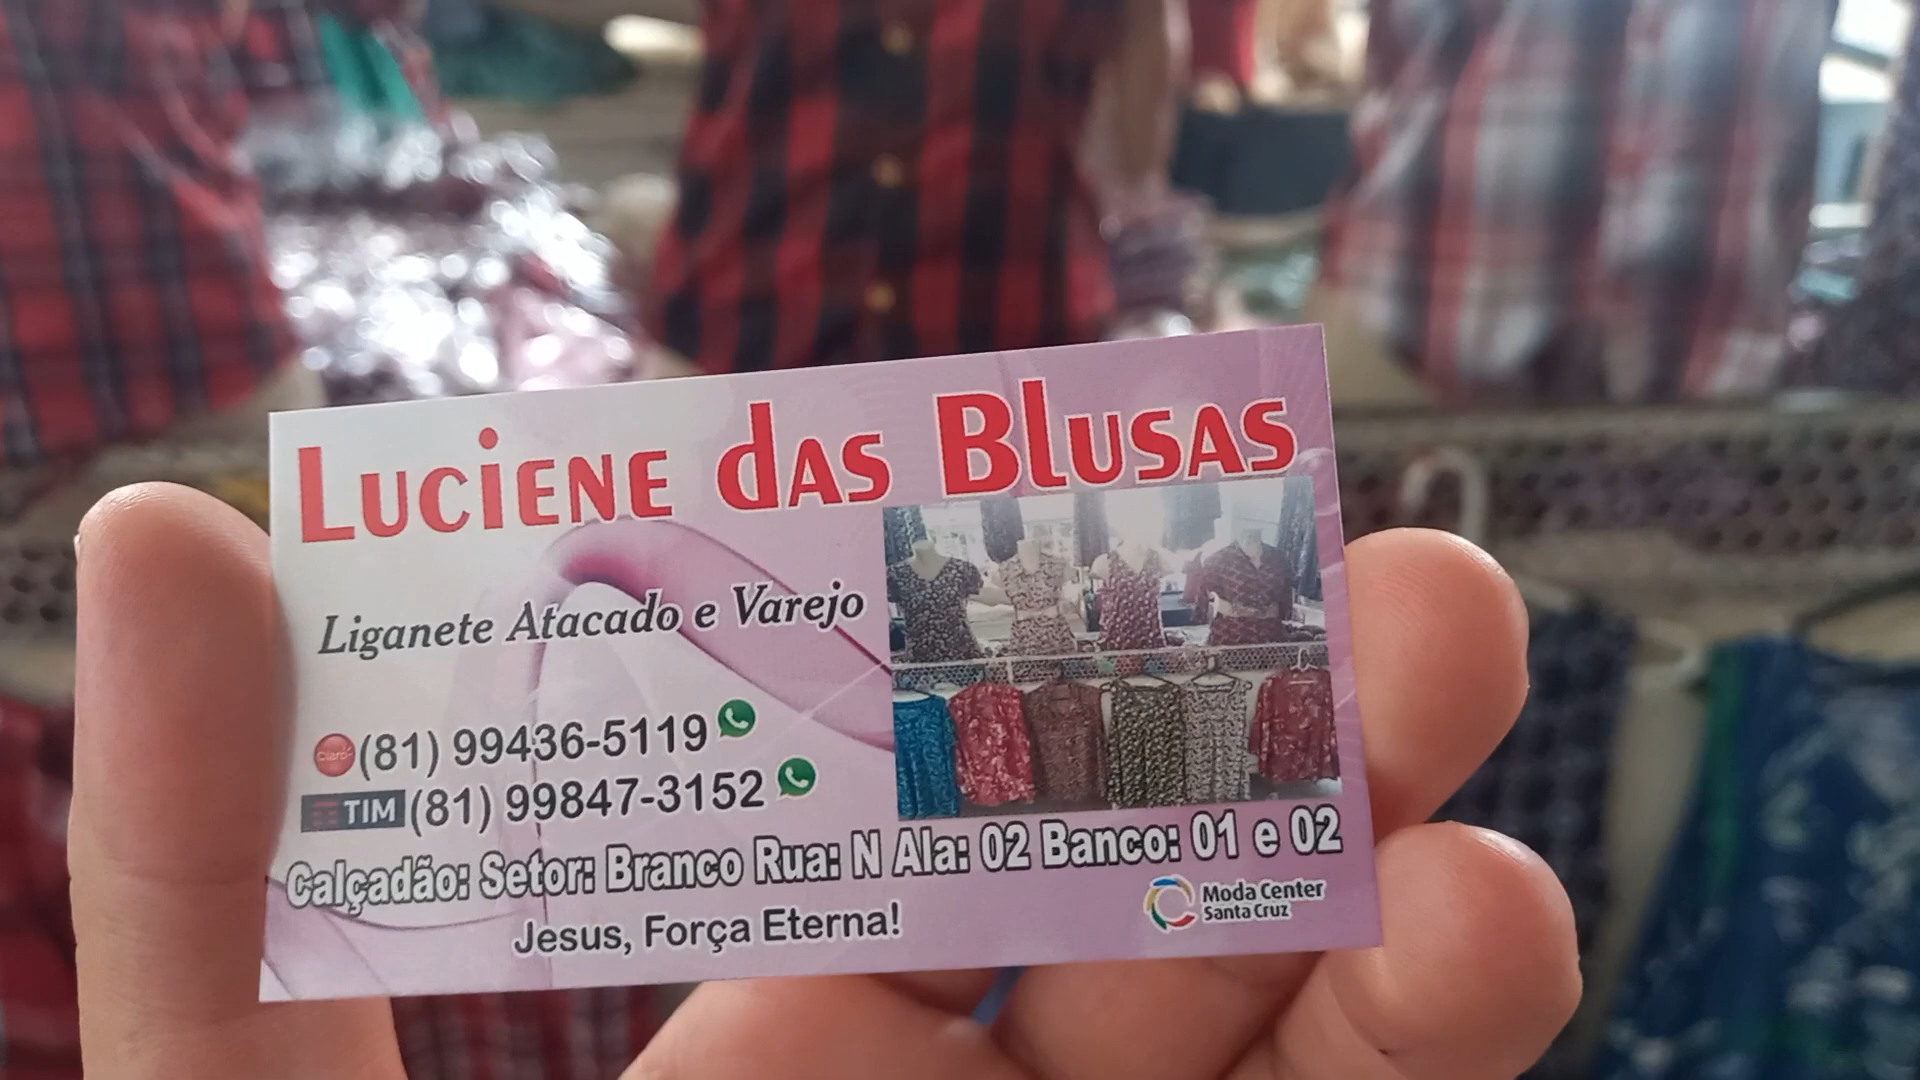 Luciene das Blusas
Liganete Atacado e Varejo
Claro (81) 99436-5119
TIM (81) 99847-3152
Calçadão: Setor: Branco Rua: N Ala: 02 Banco: 01 e 02
Jesus, Força Eterna!
Moda Center
Santa Cruz